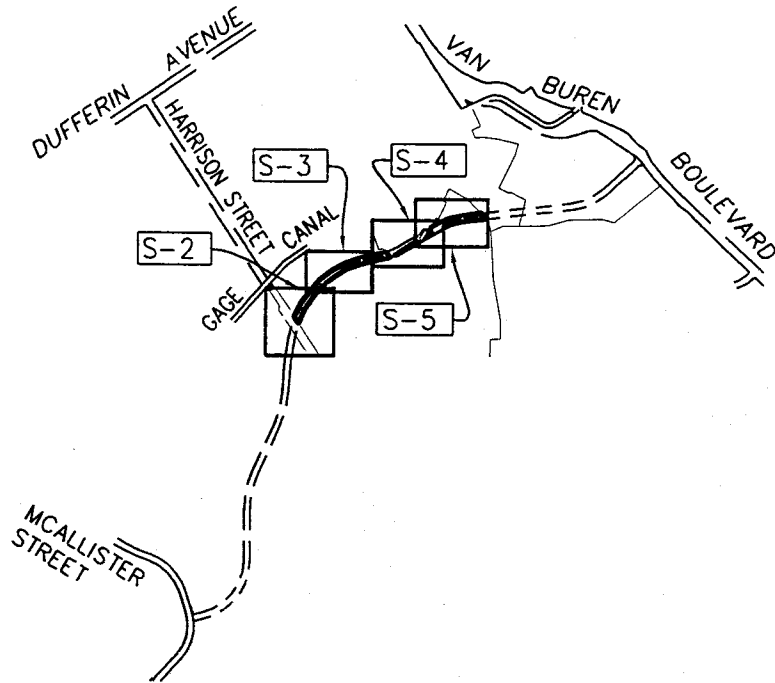 DUFFERIN AVENUE
HARRISON STREET
VAN BUREN BOULEVARD
S-4
S-3
S-2
GAGE CANAL
S-5
MCALLISTER
STREET